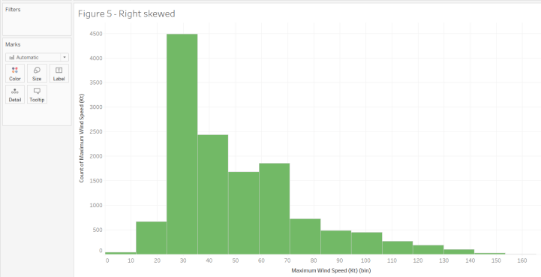 Filters
Marks
Automatic
Color Size Label
Detail Tooltip
Figure 5 - Right skewed
Count of Maximum Wind Speed (Kt)
4500
4000
3500
3000
2500
2000
1500
1000
500
0
0 10 20 30 40 50 60 70 80 90 100 110 120 130 140 150 160
Maximum Wind Speed (Kt) (bin)